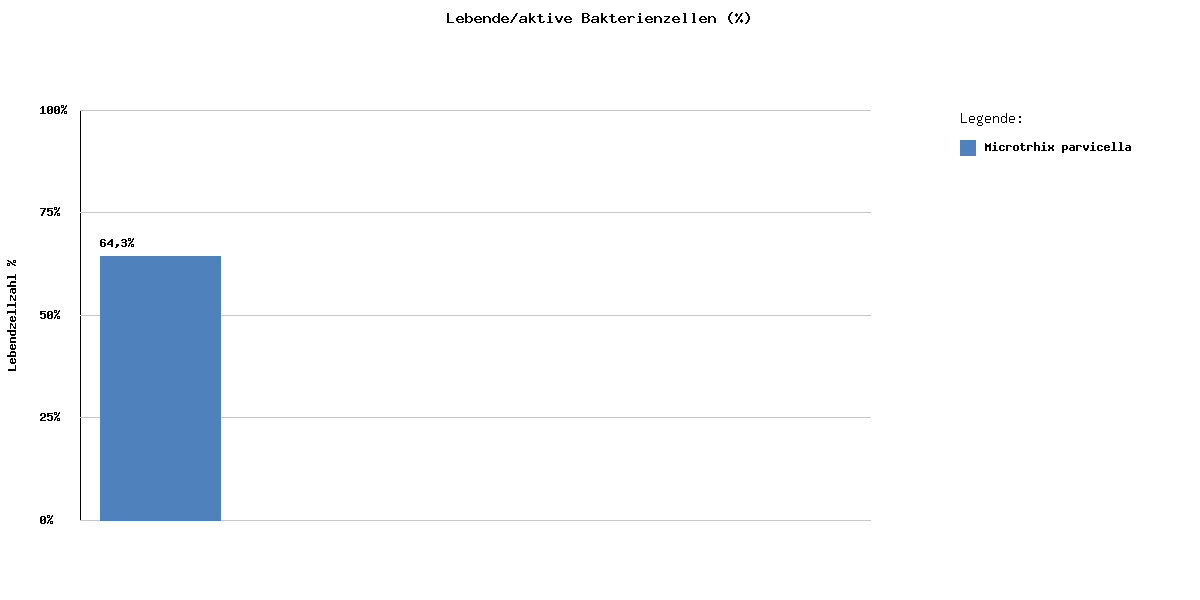 Lebende/aktive Bakterienzellen (%)
100%
75%
50%
25%
0%
Lebendzellzahl %
64,3%
Legende:
Microtrhix parvicella